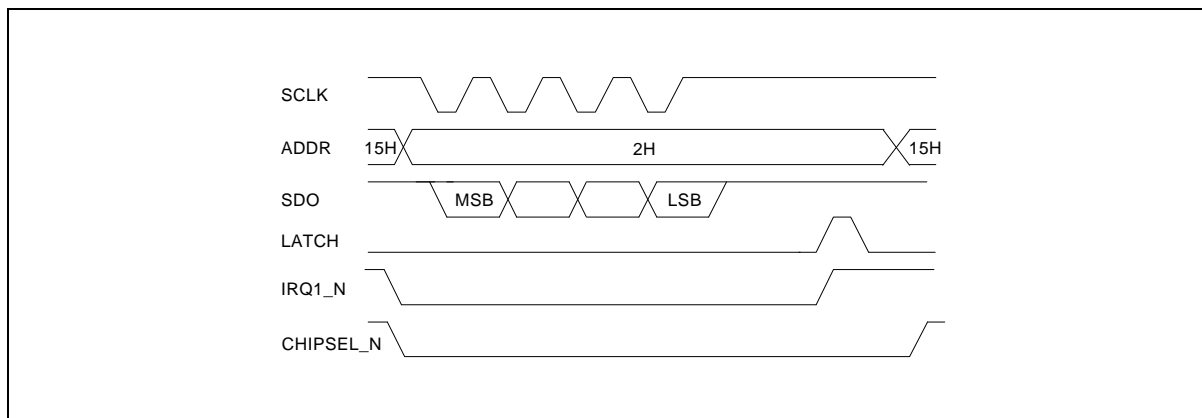 SCLK
ADDR 15H 2H 15H
SDO MSB LSB
LATCH
IRQ1_N
CHIPSEL_N